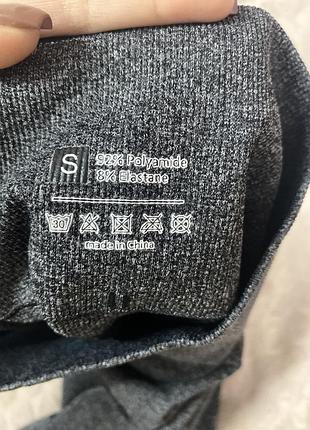 S 92% Polyamide
8% Elastane
30
made in China